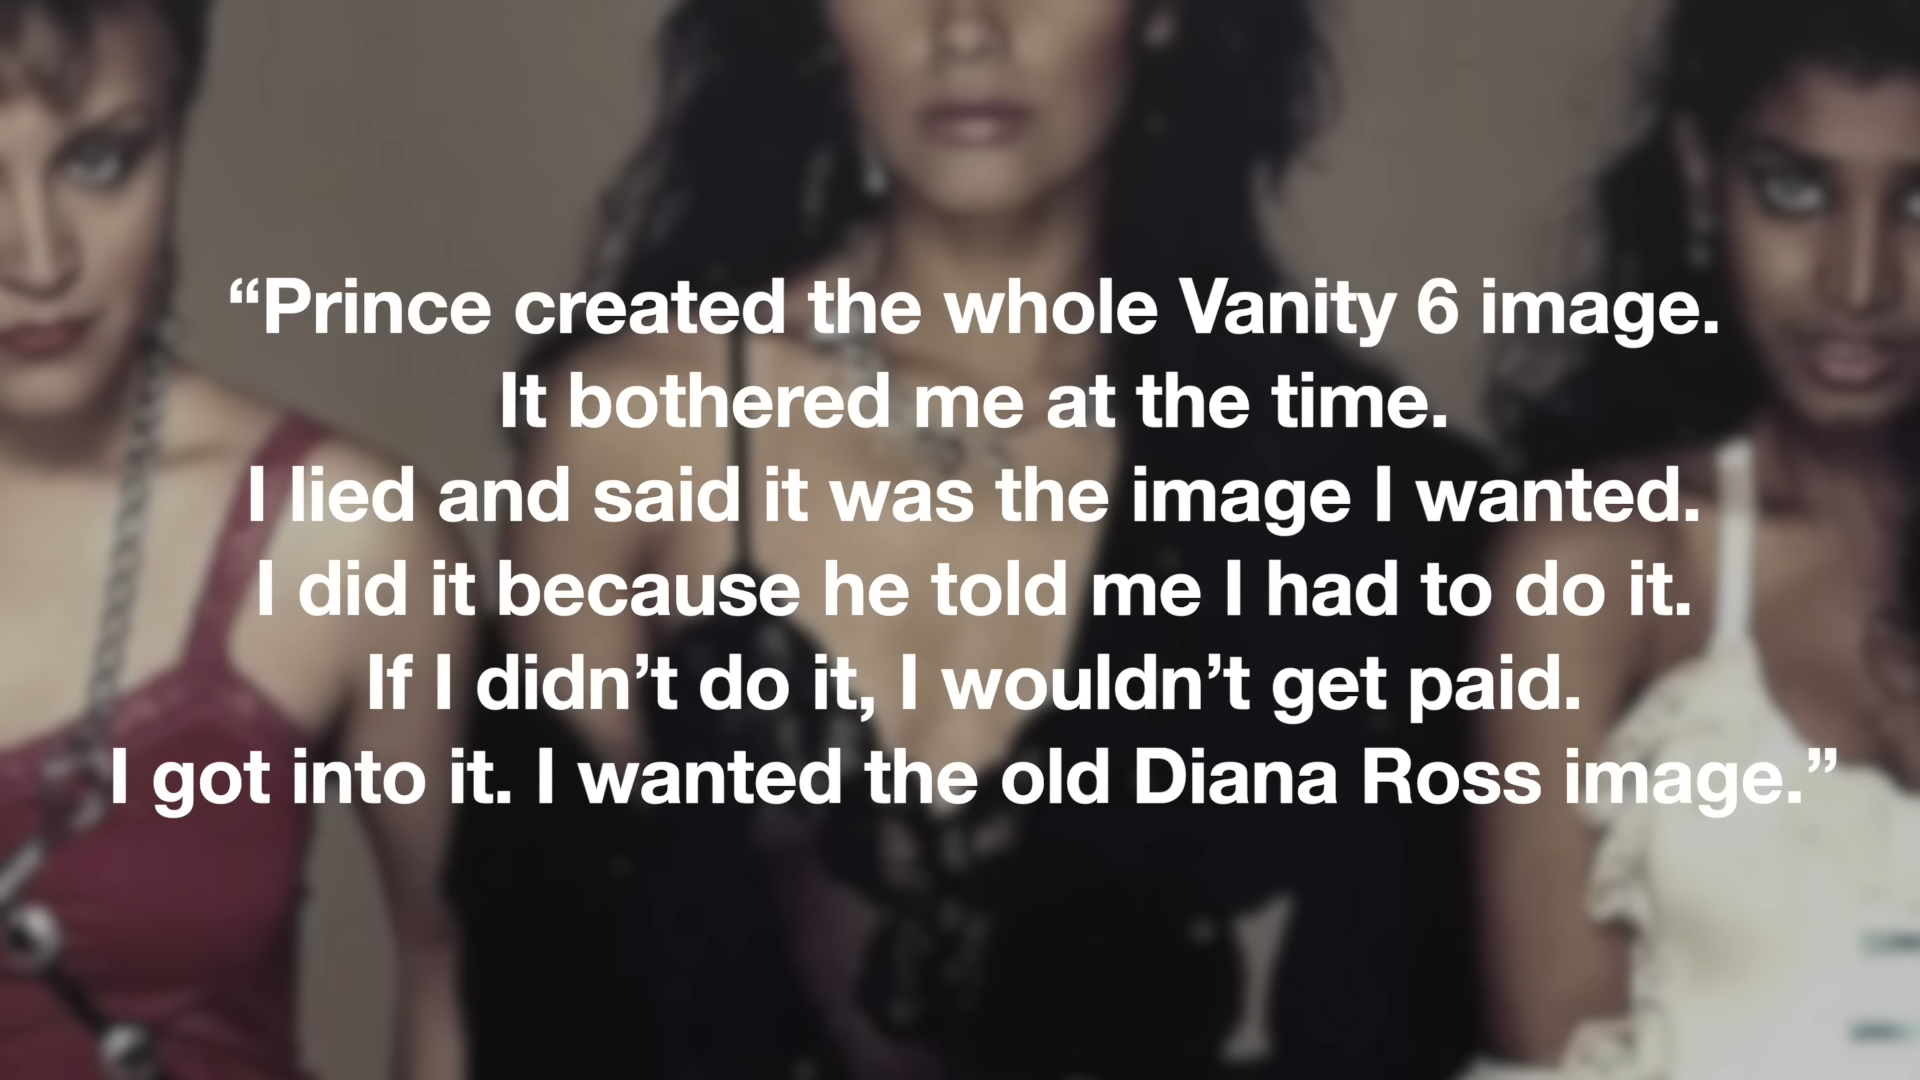 “Prince created the whole Vanity 6 image.
It bothered me at the time.
I lied and said it was the image I wanted.
I did it because he told me I had to do it.
If I didn’t do it, I wouldn’t get paid.
I got into it. I wanted the old Diana Ross image.”